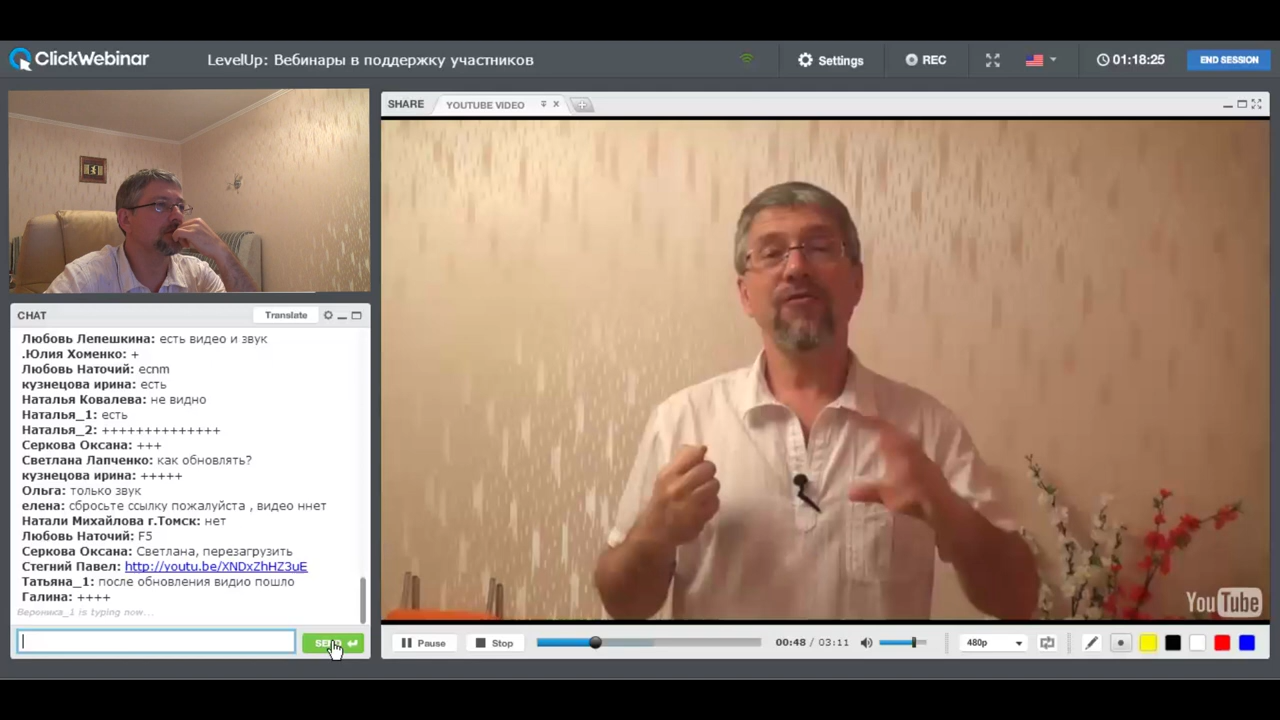 ClickWebinar
LevelUp: Вебинары в поддержку участников
Settings
REC
01:18:25
END SESSION
SHARE
YOUTUBE VIDEO
CHAT
Translate
Любовь Лепешкина: есть видео и звук
.Юлия Хоменко: +
Любовь Наточий: ecnm
кузнецова ирина: есть
Наталья Ковалева: не видно
Наталья_1: есть
Наталья_2: ++++++++++++++
Серкова Оксана: +++
Светлана Лапченко: как обновлять?
кузнецова ирина: +++++
Ольга: только звук
елена: сбросьте ссылку пожалуйста , видео ннет
Натали Михайлова г.Томск: нет
Любовь Наточий: F5
Серкова Оксана: Светлана, перезагрузить
Стегний Павел: http://youtu.be/XNDxZhHZ3uE
Татьяна_1: после обновления видио пошло
Галина: ++++
Вероника_1 is typing now...
YouTube
Pause
Stop
00:48 / 03:11
480p